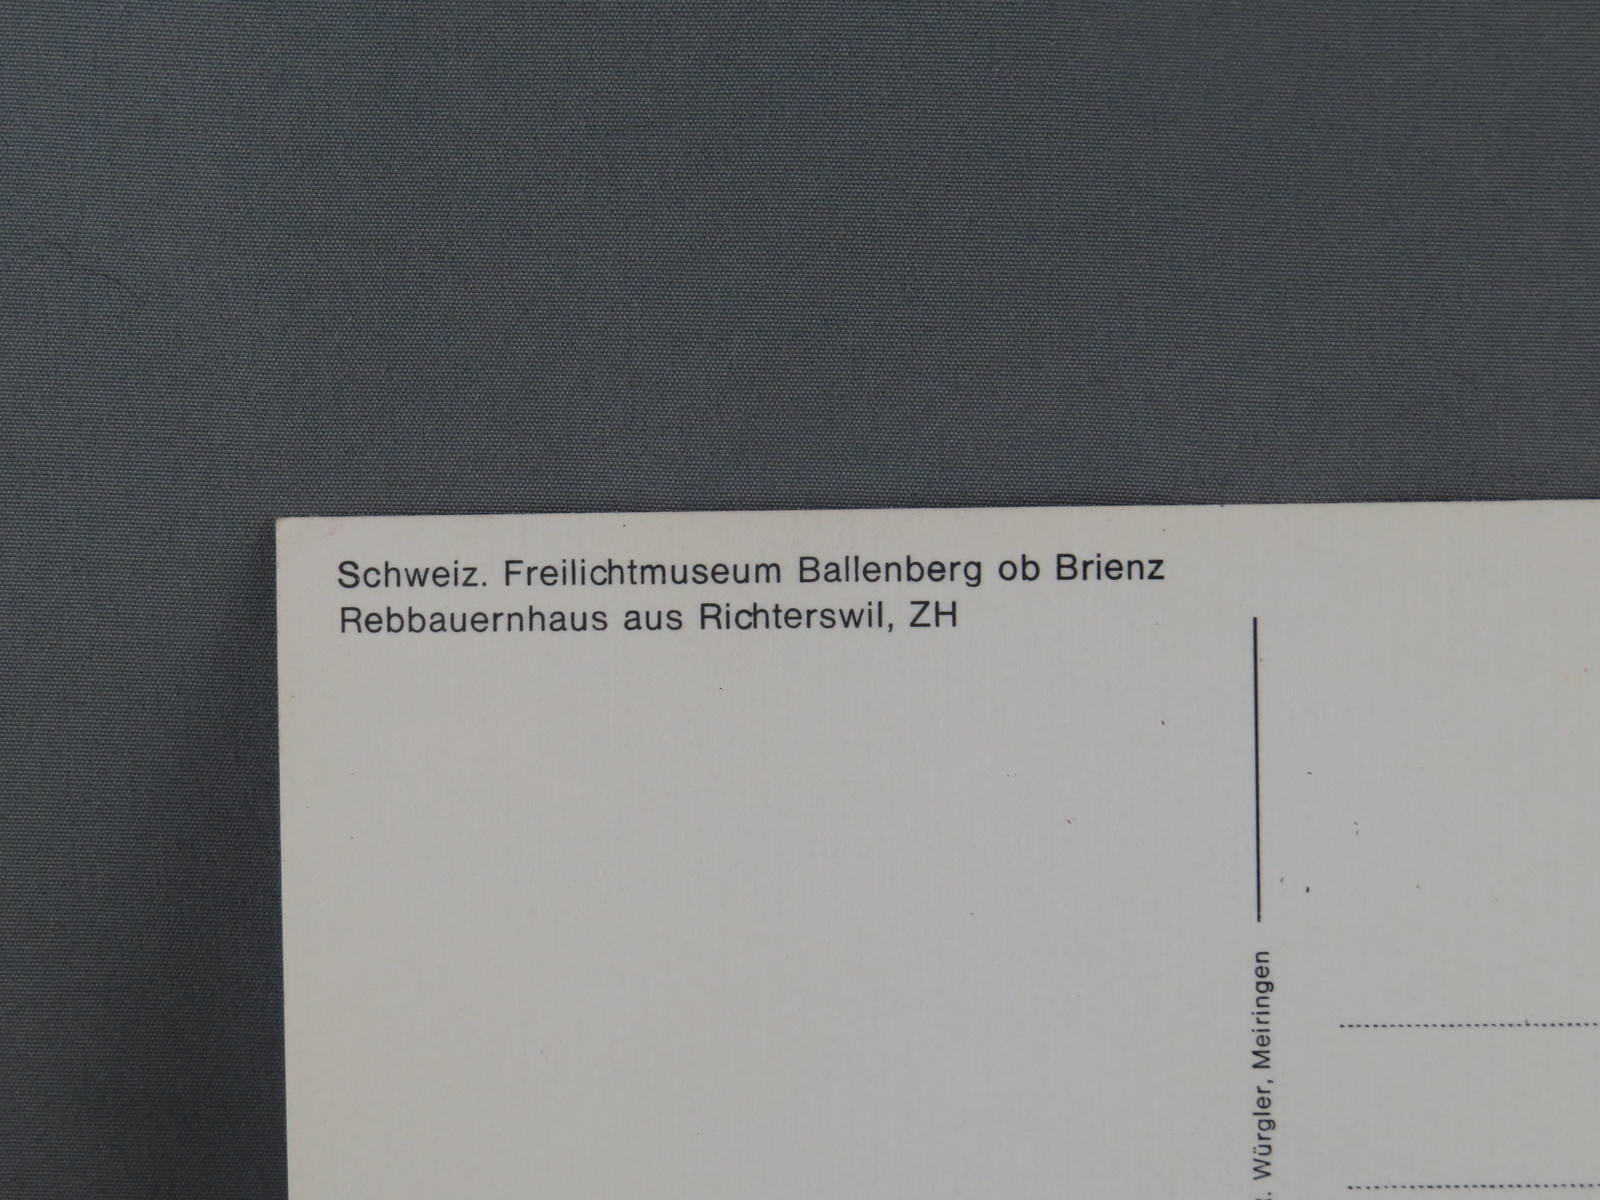 Schweiz. Freilichtmuseum Ballenberg ob Brienz
Rebbauernhaus aus Richterswil, ZH
Würgler, Meiringen